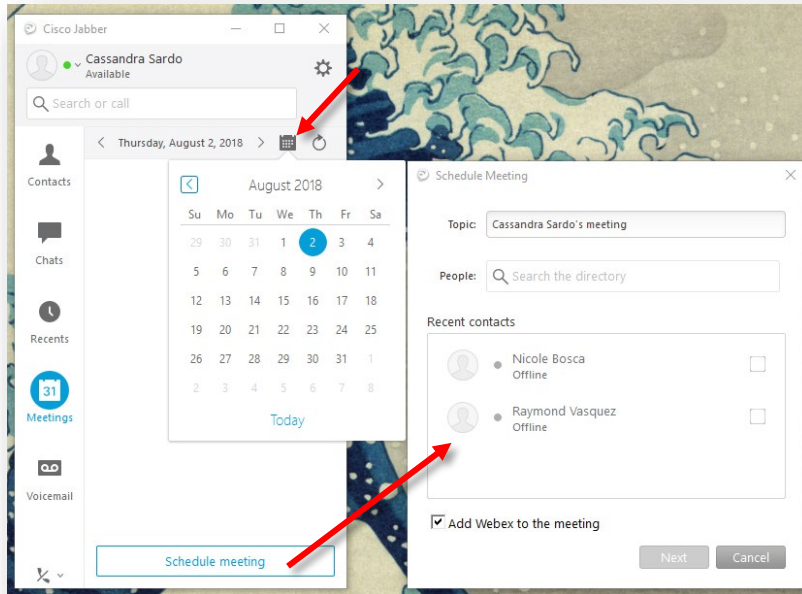 Cisco Jabber
Cassandra Sardo
Available
Search or call
Thursday, August 2, 2018
Contacts
Chats
Recents
31
Meetings
Voicemail
August 2018
Su Mo Tu We Th Fr Sa
29 30 31 1 2 3 4
5 6 7 8 9 10 11
12 13 14 15 16 17 18
19 20 21 22 23 24 25
26 27 28 29 30 31 1
2 3 4 5 6 7 8
Today
Schedule meeting
Schedule Meeting
Topic: Cassandra Sardo's meeting
People: Search the directory
Recent contacts
Nicole Bosca
Offline
Raymond Vasquez
Offline
Add Webex to the meeting
Next Cancel